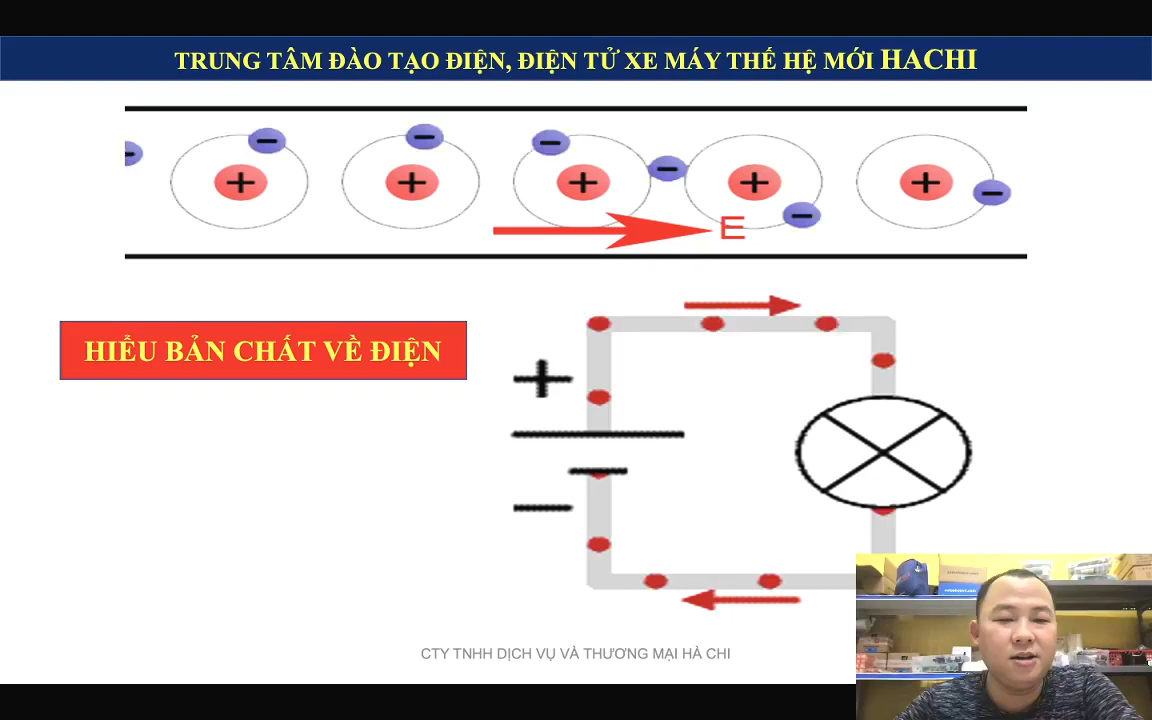 TRUNG TÂM ĐÀO TẠO ĐIỆN, ĐIỆN TỬ XE MÁY THẾ HỆ MỚI HACHI
E
HIỂU BẢN CHẤT VỀ ĐIỆN
CTY TNHH DỊCH VỤ VÀ THƯƠNG MẠI HÀ CHI